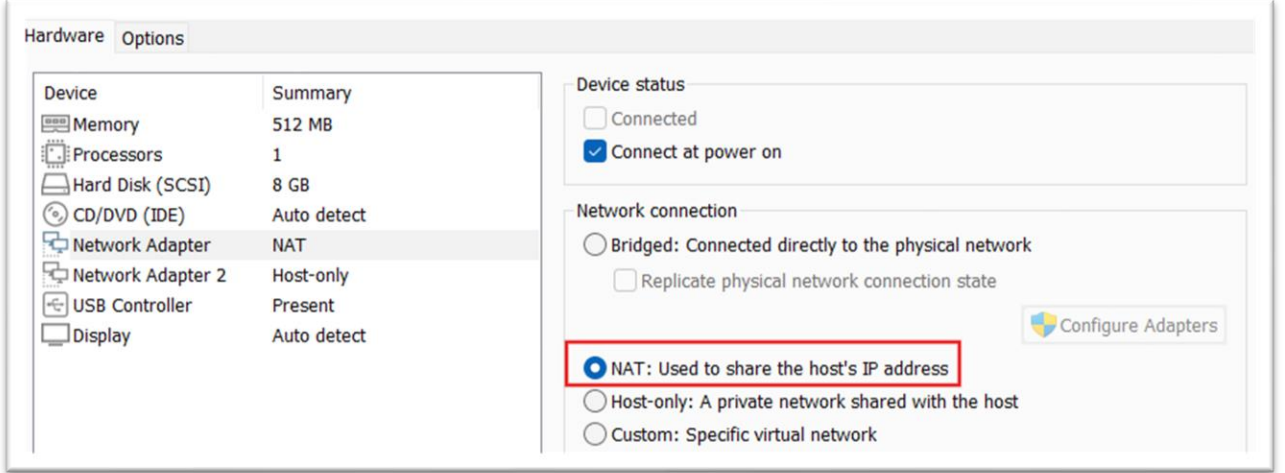 Hardware Options
Device Summary
Memory 512 MB
Processors 1
Hard Disk (SCSI) 8 GB
CD/DVD (IDE) Auto detect
Network Adapter NAT
Network Adapter 2 Host-only
USB Controller Present
Display Auto detect
Device status
Connected
Connect at power on
Network connection
Bridged: Connected directly to the physical network
Replicate physical network connection state
Configure Adapters
NAT: Used to share the host's IP address
Host-only: A private network shared with the host
Custom: Specific virtual network